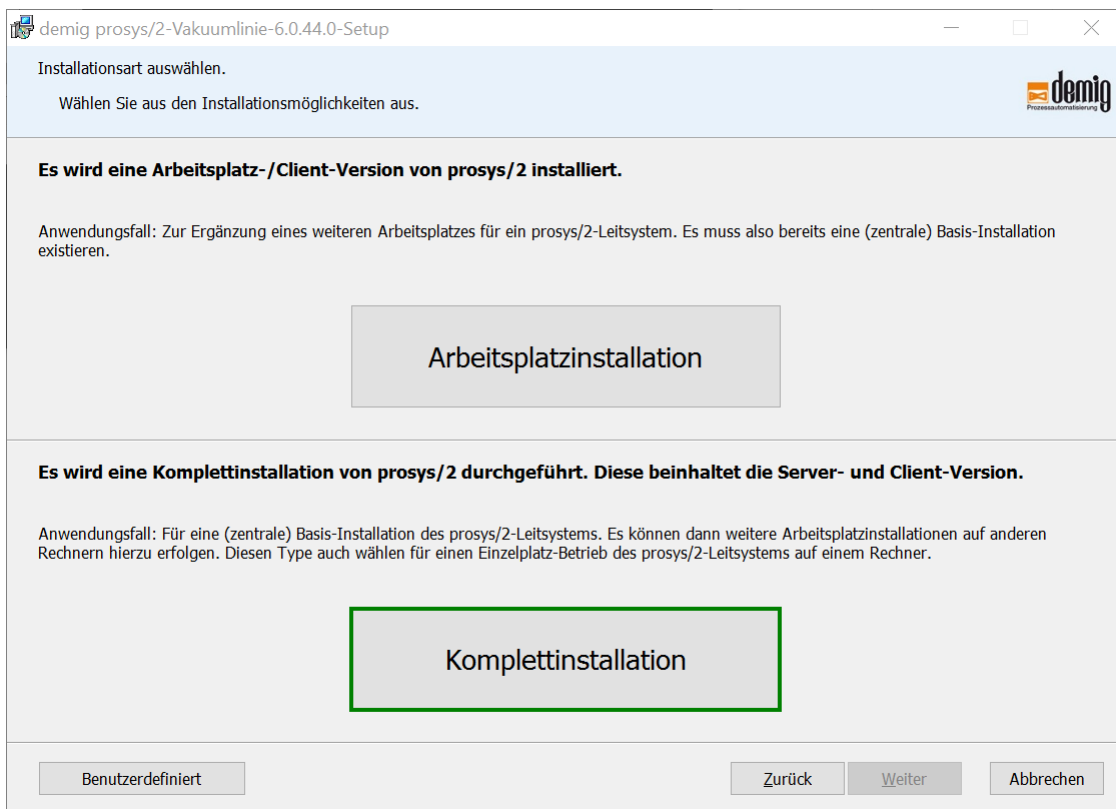 demig prosys/2-Vakuumlinie-6.0.44.0-Setup
Installationsart auswählen.
Wählen Sie aus den Installationsmöglichkeiten aus.
demig
Prozessautomatisierung
Es wird eine Arbeitsplatz-/Client-Version von prosys/2 installiert.
Anwendungsfall: Zur Ergänzung eines weiteren Arbeitsplatzes für ein prosys/2-Leitsystem. Es muss also bereits eine (zentrale) Basis-Installation
existieren.
Arbeitsplatzinstallation
Es wird eine Komplettinstallation von prosys/2 durchgeführt. Diese beinhaltet die Server- und Client-Version.
Anwendungsfall: Für eine (zentrale) Basis-Installation des prosys/2-Leitsystems. Es können dann weitere Arbeitsplatzinstallationen auf anderen
Rechnern hierzu erfolgen. Diesen Type auch wählen für einen Einzelplatz-Betrieb des prosys/2-Leitsystems auf einem Rechner.
Komplettinstallation
Benutzerdefiniert
Zurück
Weiter
Abbrechen